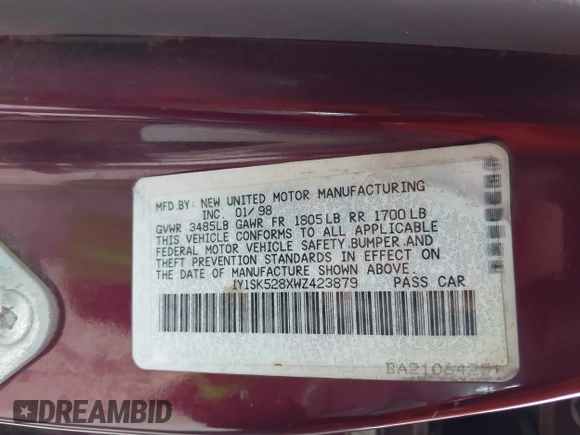 MFD.BY: NEW UNITED MOTOR MANUFACTURING
INC. 01/98
GVWR 3485LB GAWR FR 1805LB RR 1700LB
THIS VEHICLE CONFORMS TO ALL APPLICABLE
FEDERAL MOTOR VEHICLE SAFETY,BUMPER,AND
THEFT PREVENTION STANDARDS IN EFFECT ON
THE DATE OF MANUFACTURE SHOWN ABOVE.
1Y1SK528XWZ423879 PASS CAR
DREAMBID